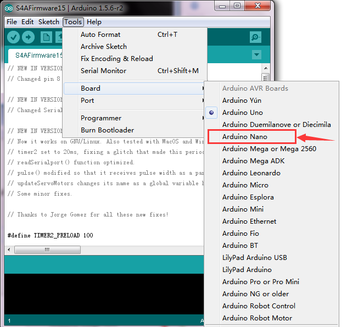 S4AFirmware15 | Arduino 1.5.6-r2
File Edit Sketch Tools Help
Auto Format Ctrl+T
Archive Sketch
Fix Encoding & Reload
Serial Monitor Ctrl+Shift+M
Board
Port
Programmer
Burn Bootloader
S4AFirmware15
// NEW IN VERSION
// Changed pin 8
// NEW IN VERSION
// Changed Serial
// NEW IN VERSION
// Now it works on GNU/Linux. Also tested with MacOS and Win
// timer2 set to 20ms, fixing a glitch that made this period
// readSerialport() function optimized.
// pulse() modified so that it receives pulse width as a par
// updateServoMotors changes its name as a global variable
// Some minor fixes.
// Thanks to Jorge Gomez for all these new fixes!
#define TIMER2_PRELOAD 100
1
Arduino AVR Boards
Arduino Yún
Arduino Uno
Arduino Duemilanove or Diecimila
Arduino Nano
Arduino Mega or Mega 2560
Arduino Mega ADK
Arduino Leonardo
Arduino Micro
Arduino Esplora
Arduino Mini
Arduino Ethernet
Arduino Fio
Arduino BT
LilyPad Arduino USB
LilyPad Arduino
Arduino Pro or Pro Mini
Arduino NG or older
Arduino Robot Control
Arduino Robot Motor